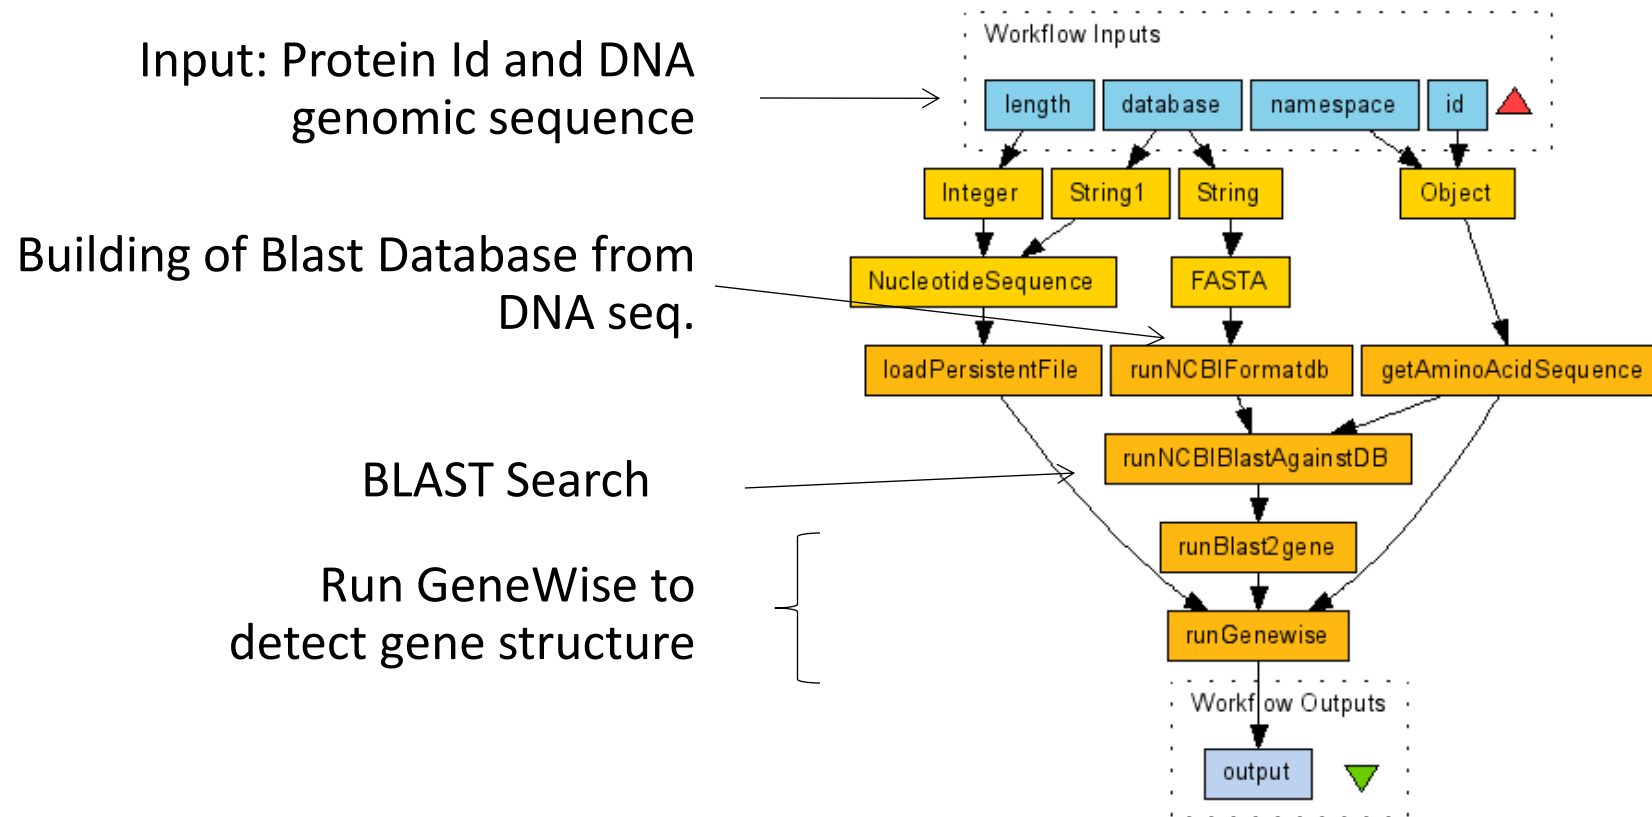 Input: Protein Id and DNA
genomic sequence
Workflow Inputs
length database namespace id
Integer String1 String Object
Building of Blast Database from
DNA seq.
NucleotideSequence FASTA
loadPersistentFile runNCBIFormatdb getAminoAcidSequence
BLAST Search
runNCBIBlastAgainstDB
runBlast2gene
Run GeneWise to
detect gene structure
runGenewise
Workflow Outputs
output